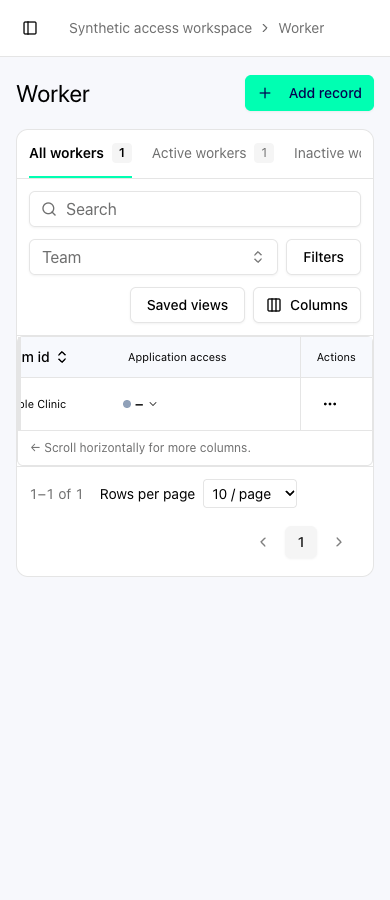 Synthetic access workspace > Worker
Worker
Add record
All workers 1 Active workers 1 Inactive
Search
Team
Filters
Saved views
Columns
id Application access Actions
Clinic –
← Scroll horizontally for more columns.
1–1 of 1 Rows per page 10 / page
1